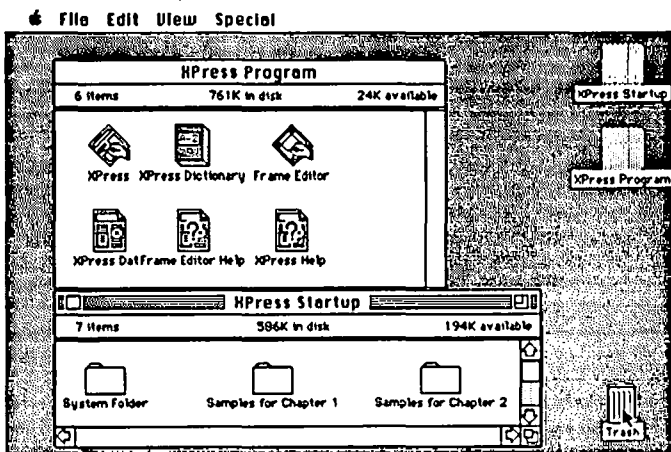 File Edit View Special
XPress Program
6 items 761K in disk 24K available
XPress XPress Dictionary Frame Editor
XPress Dat Frame Editor Help XPress Help
XPress Startup
7 items 586K in disk 194K available
System Folder Samples for Chapter 1 Samples for Chapter 2
XPress Startup
XPress Program
Trash